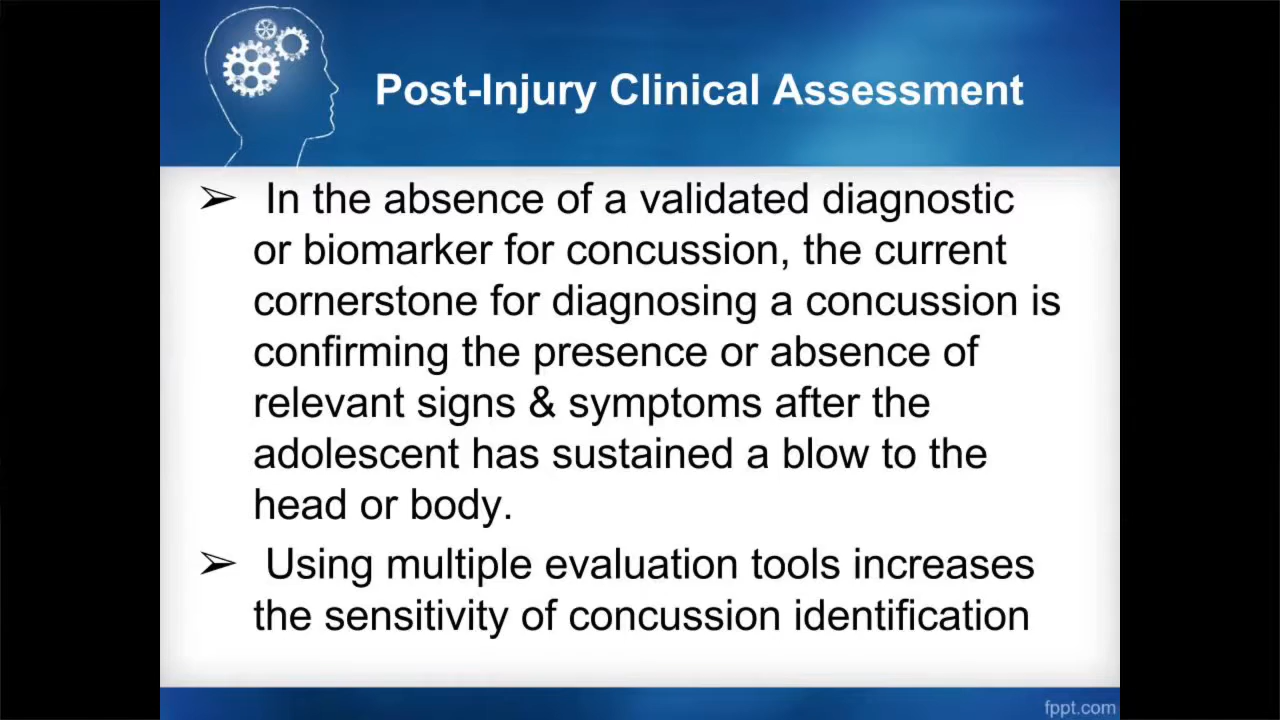 Post-Injury Clinical Assessment
➢ In the absence of a validated diagnostic
or biomarker for concussion, the current
cornerstone for diagnosing a concussion is
confirming the presence or absence of
relevant signs & symptoms after the
adolescent has sustained a blow to the
head or body.
➢ Using multiple evaluation tools increases
the sensitivity of concussion identification
fppt.com